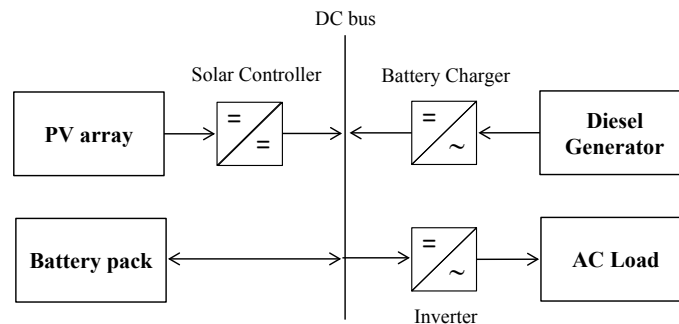 DC bus
Solar Controller
Battery Charger
PV array
=
=
=
~
Diesel
Generator
Battery pack
=
~
AC Load
Inverter